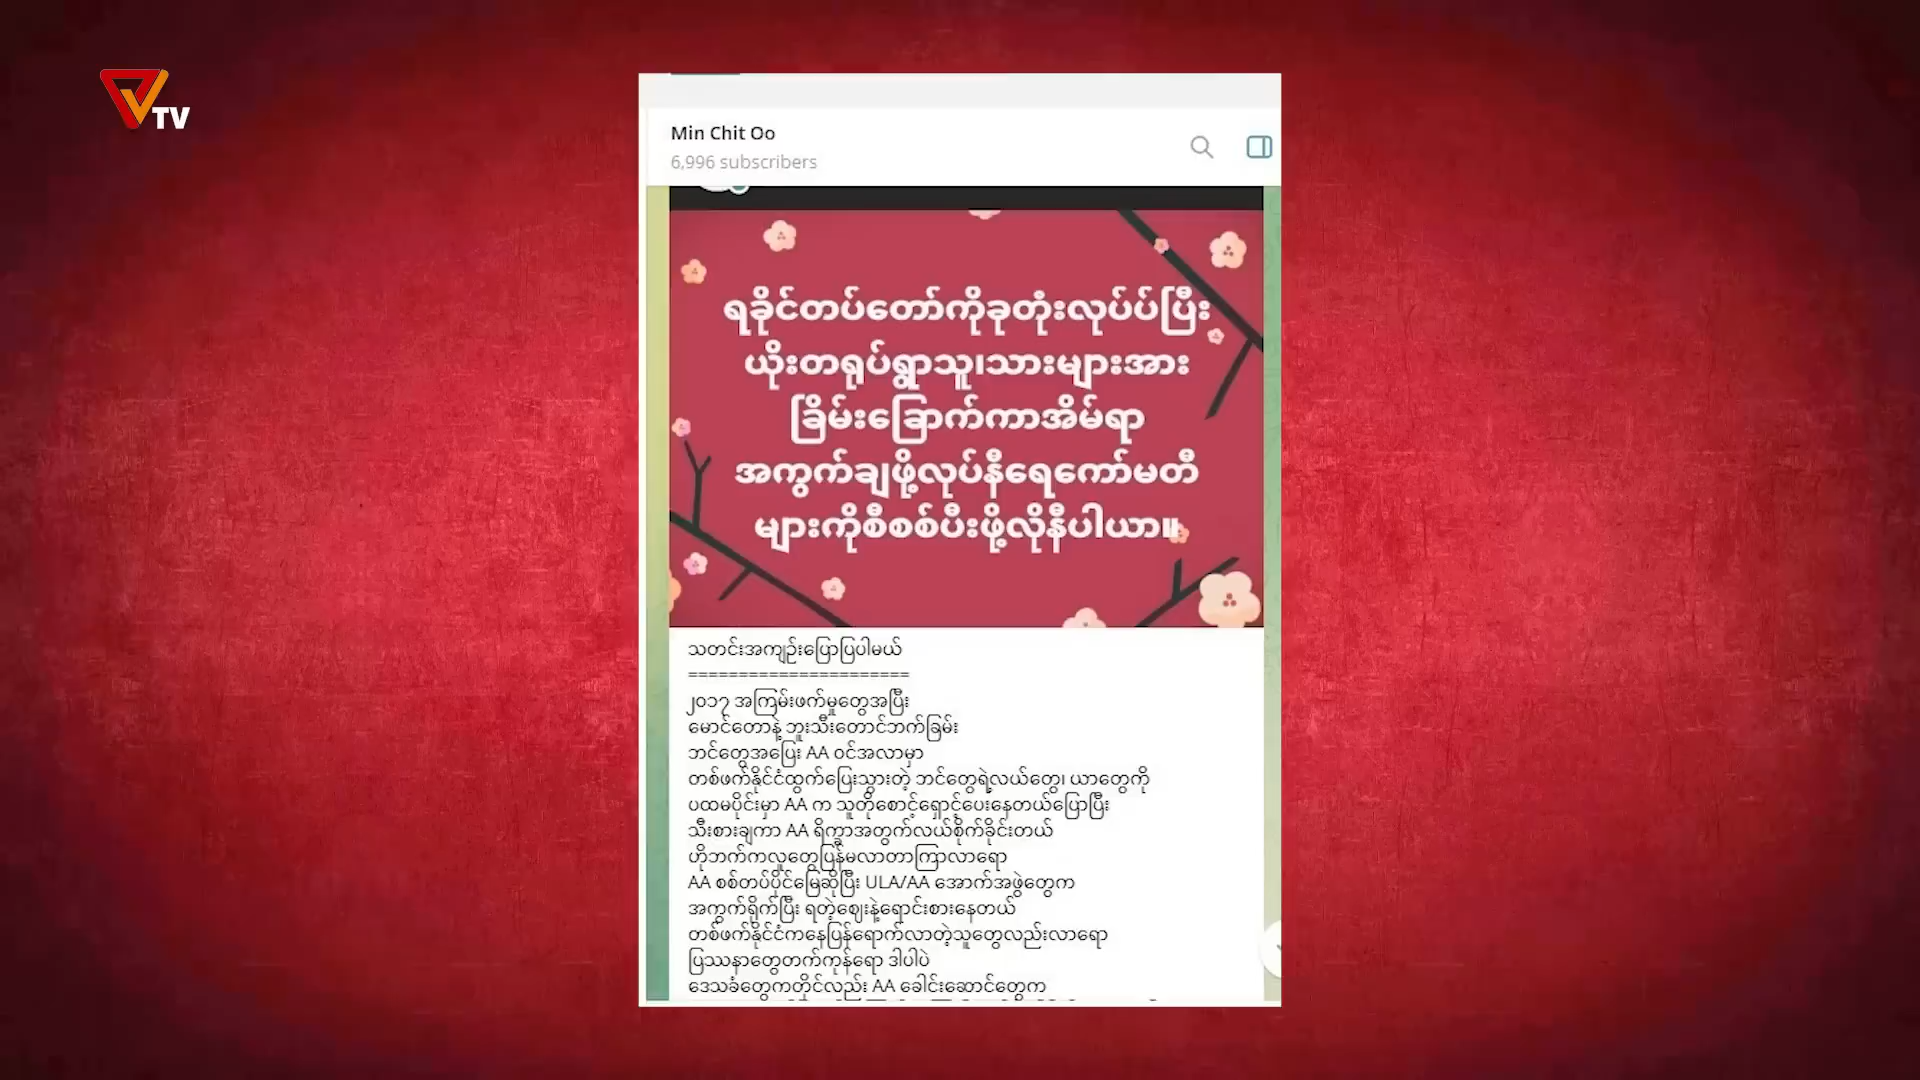 TV
Min Chit Oo
6,996 subscribers
ရခိုင်တပ်တော်ကိုခုတုံးလုပ်ပ်ပြီး
ယိုးတရုပ်ရွာသူ၊သားများအား
ခြိမ်းခြောက်ကာအိမ်ရာ
အကွက်ချဖို့လုပ်နီရေကော်မတီ
များကိုစီစစ်ပီးဖို့လိုနီပါယာ။
သတင်းအကျဉ်းပြောပြပါမယ်
======================
၂၀၁၇ အကြမ်းဖက်မှုတွေအပြီး
မောင်တောနဲ့ ဘူးသီးတောင်ဘက်ခြမ်း
ဘင်တွေအပြေး AA ဝင်အလာမှာ
တစ်ဖက်နိုင်ငံထွက်ပြေးသွားတဲ့ ဘင်တွေရဲ့လယ်တွေ၊ ယာတွေကို
ပထမပိုင်းမှာ AA က သူတို့စောင့်ရှောင့်ပေးနေတယ်ပြောပြီး
သီးစားချကာ AA ရိက္ခာအတွက်လယ်စိုက်ခိုင်းတယ်
ဟိုဘက်ကလူတွေပြန်မလာတာကြာလာရော
AA စစ်တပ်ပိုင်မြေဆိုပြီး ULA/AA အောက်အဖွဲ့တွေက
အကွက်ရိုက်ပြီး ရတဲ့ဈေးနဲ့ရောင်းစားနေတယ်
တစ်ဖက်နိုင်ငံကနေပြန်ရောက်လာတဲ့သူတွေလည်းလာရော
ပြဿနာတွေတက်ကုန်ရော ဒါပါပဲ
ဒေသခံတွေကတိုင်လည်း AA ခေါင်းဆောင်တွေက